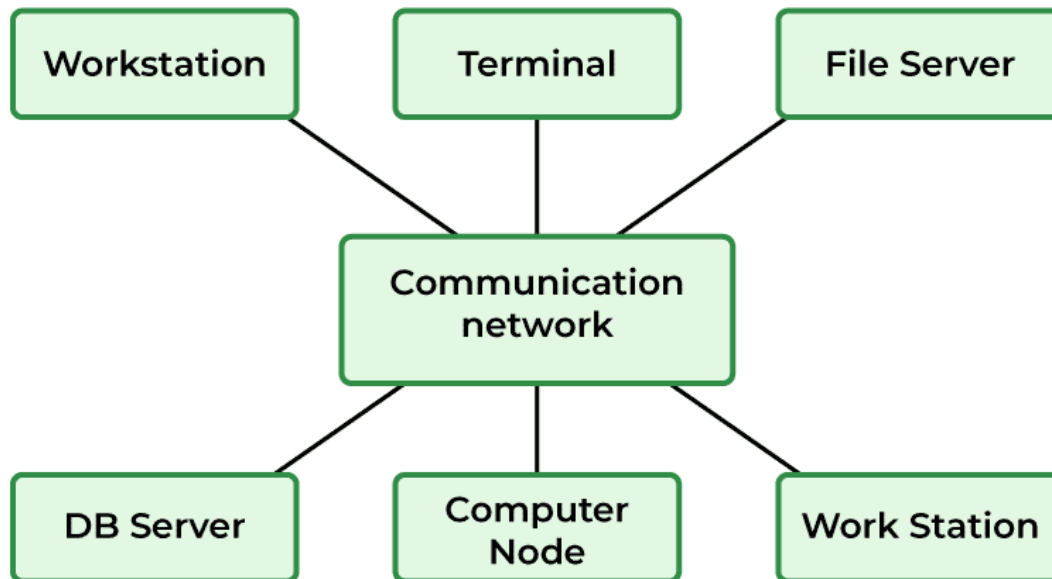 Workstation
Terminal
File Server
Communication
network
DB Server
Computer
Node
Work Station